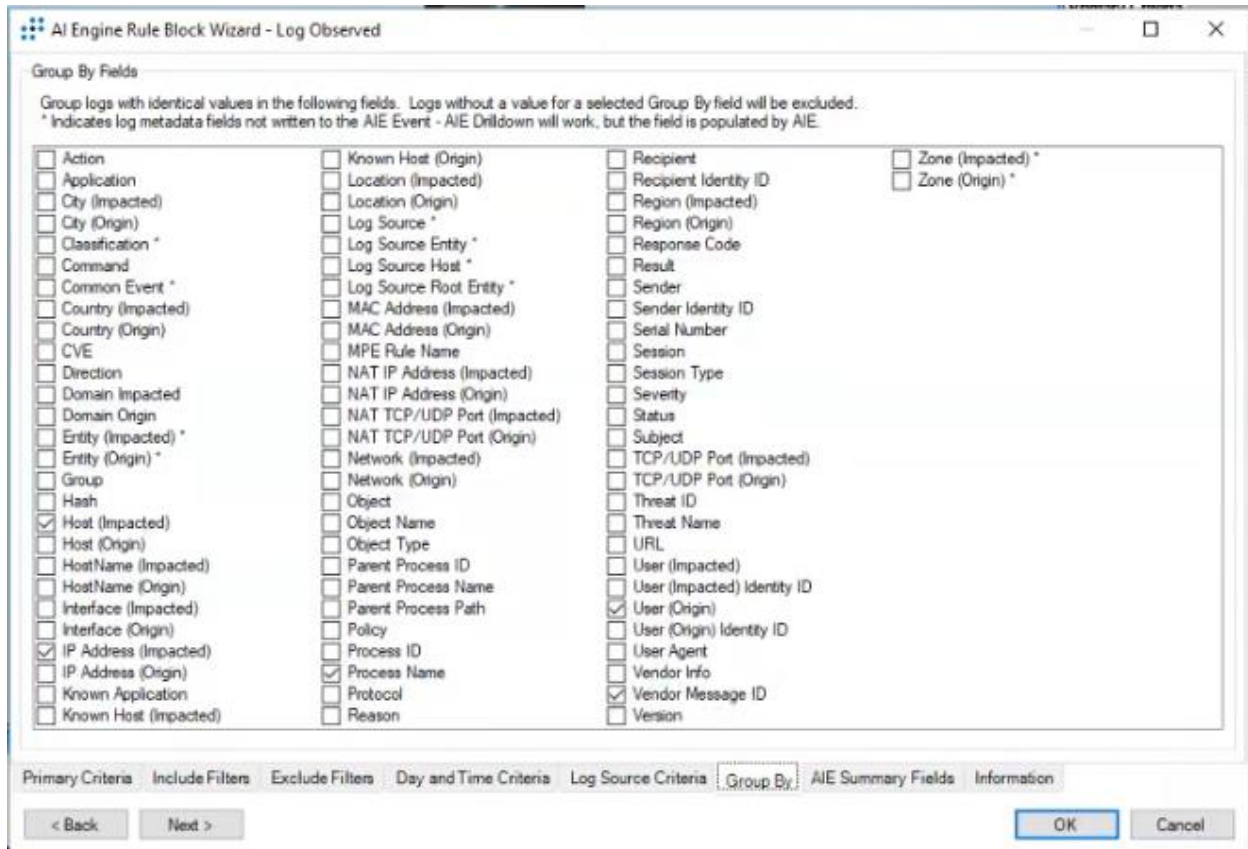 AI Engine Rule Block Wizard - Log Observed
Group By Fields
Group logs with identical values in the following fields. Logs without a value for a selected Group By field will be excluded.
* Indicates log metadata fields not written to the AIE Event - AIE Drilldown will work, but the field is populated by AIE.
Action
Application
City (Impacted)
City (Origin)
Classification *
Command
Common Event *
Country (Impacted)
Country (Origin)
CVE
Direction
Domain Impacted
Domain Origin
Entity (Impacted) *
Entity (Origin) *
Group
Hash
Host (Impacted)
Host (Origin)
HostName (Impacted)
HostName (Origin)
Interface (Impacted)
Interface (Origin)
IP Address (Impacted)
IP Address (Origin)
Known Application
Known Host (Impacted)
Known Host (Origin)
Location (Impacted)
Location (Origin)
Log Source *
Log Source Entity *
Log Source Host *
Log Source Root Entity *
MAC Address (Impacted)
MAC Address (Origin)
MPE Rule Name
NAT IP Address (Impacted)
NAT IP Address (Origin)
NAT TCP/UDP Port (Impacted)
NAT TCP/UDP Port (Origin)
Network (Impacted)
Network (Origin)
Object
Object Name
Object Type
Parent Process ID
Parent Process Name
Parent Process Path
Policy
Process ID
Process Name
Protocol
Reason
Recipient
Recipient Identity ID
Region (Impacted)
Region (Origin)
Response Code
Result
Sender
Sender Identity ID
Serial Number
Session
Session Type
Severity
Status
Subject
TCP/UDP Port (Impacted)
TCP/UDP Port (Origin)
Threat ID
Threat Name
URL
User (Impacted)
User (Impacted) Identity ID
User (Origin)
User (Origin) Identity ID
User Agent
Vendor Info
Vendor Message ID
Version
Zone (Impacted) *
Zone (Origin) *
Primary Criteria Include Filters Exclude Filters Day and Time Criteria Log Source Criteria Group By AIE Summary Fields Information
< Back Next > OK Cancel